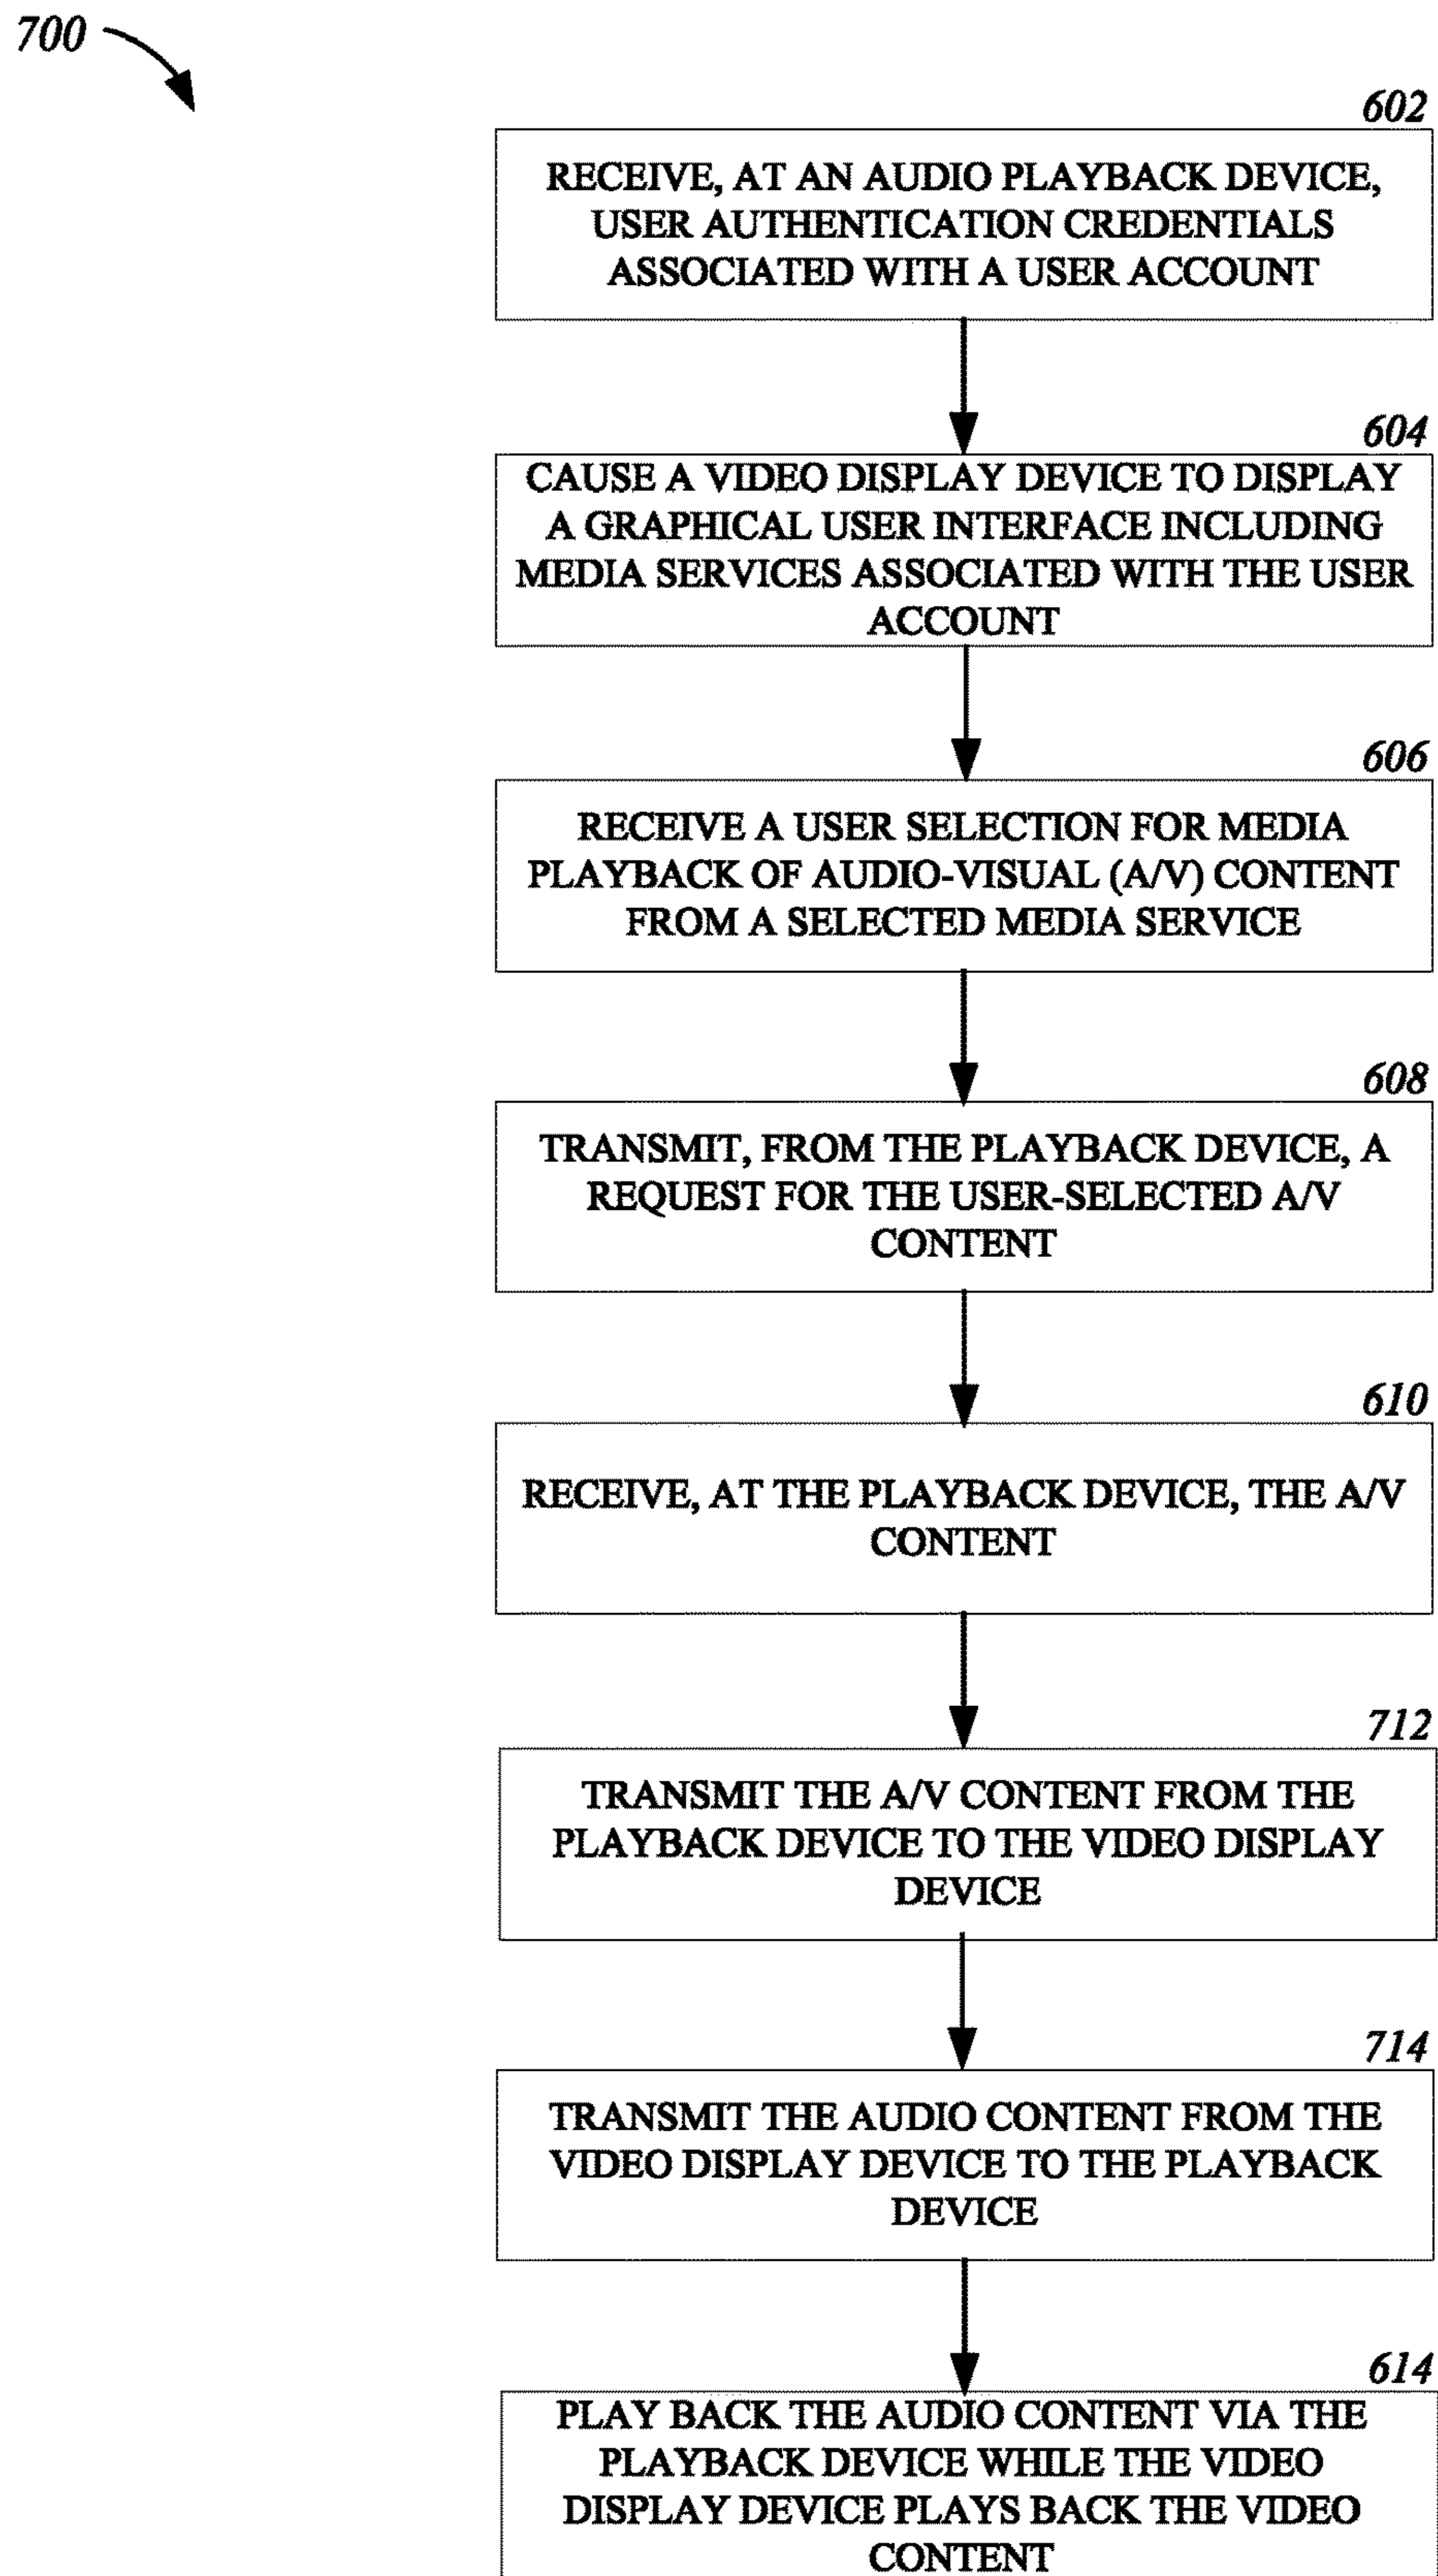 700
602
RECEIVE, AT AN AUDIO PLAYBACK DEVICE,
USER AUTHENTICATION CREDENTIALS
ASSOCIATED WITH A USER ACCOUNT
604
CAUSE A VIDEO DISPLAY DEVICE TO DISPLAY
A GRAPHICAL USER INTERFACE INCLUDING
MEDIA SERVICES ASSOCIATED WITH THE USER
ACCOUNT
606
RECEIVE A USER SELECTION FOR MEDIA
PLAYBACK OF AUDIO-VISUAL (A/V) CONTENT
FROM A SELECTED MEDIA SERVICE
608
TRANSMIT, FROM THE PLAYBACK DEVICE, A
REQUEST FOR THE USER-SELECTED A/V
CONTENT
610
RECEIVE, AT THE PLAYBACK DEVICE, THE A/V
CONTENT
712
TRANSMIT THE A/V CONTENT FROM THE
PLAYBACK DEVICE TO THE VIDEO DISPLAY
DEVICE
714
TRANSMIT THE AUDIO CONTENT FROM THE
VIDEO DISPLAY DEVICE TO THE PLAYBACK
DEVICE
614
PLAY BACK THE AUDIO CONTENT VIA THE
PLAYBACK DEVICE WHILE THE VIDEO
DISPLAY DEVICE PLAYS BACK THE VIDEO
CONTENT